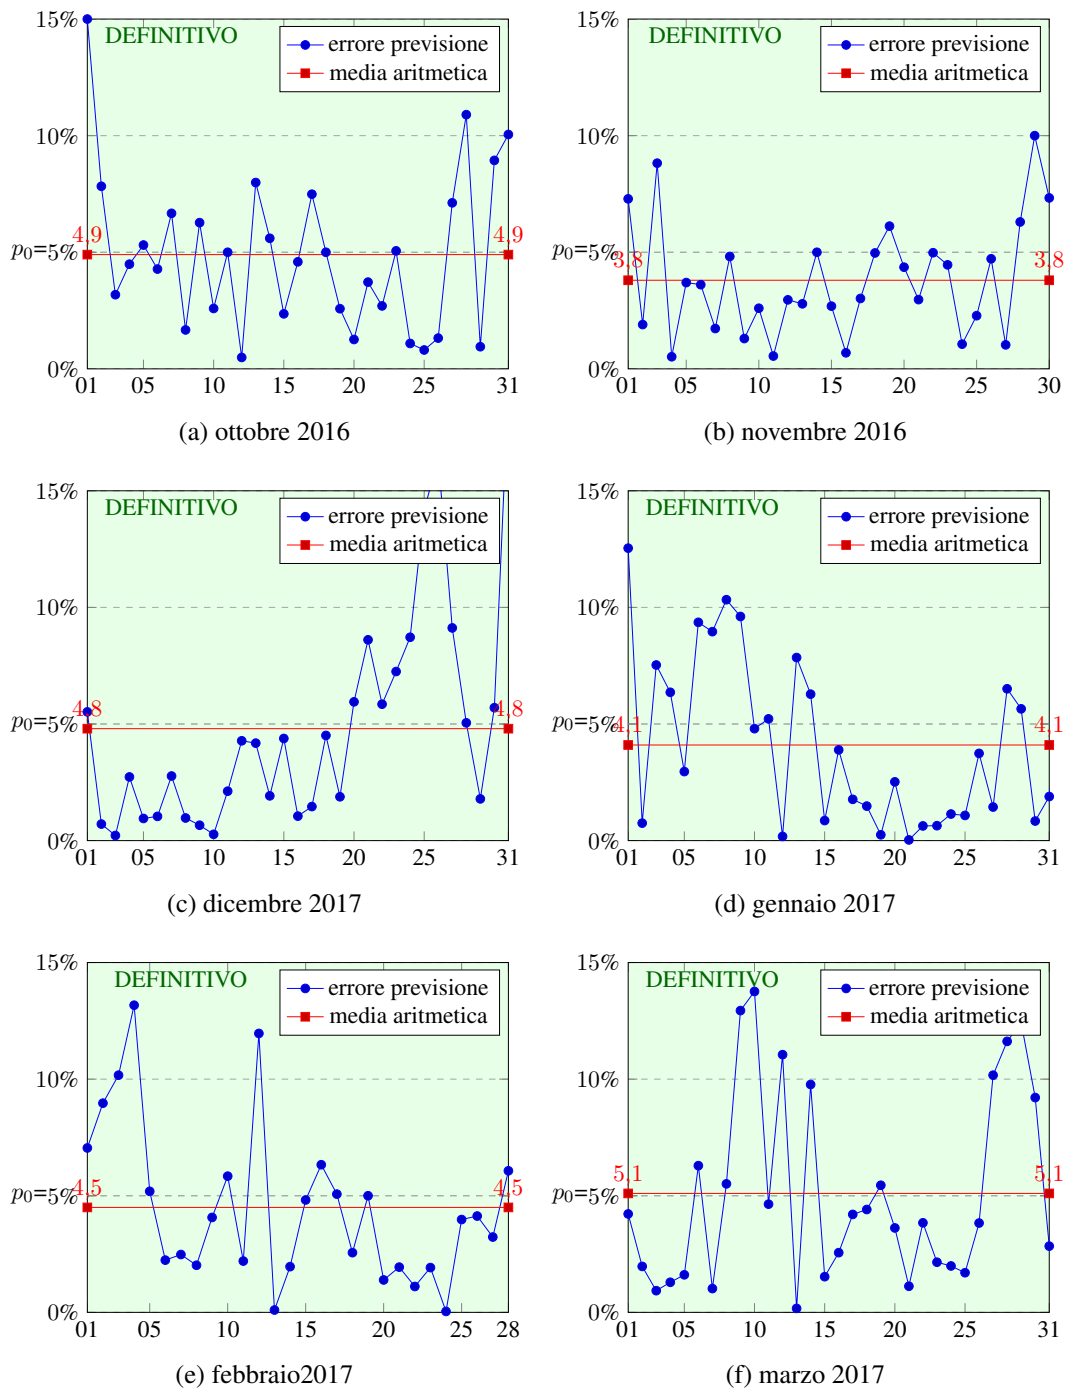 15%
DEFINITIVO
errore previsione
media aritmetica
10%
4,9
4,9
p0=5%
0%
01 05 10 15 20 25 31
(a) ottobre 2016
15%
DEFINITIVO
errore previsione
media aritmetica
10%
p0=5%
3,8
3,8
0%
01 05 10 15 20 25 30
(b) novembre 2016
15%
DEFINITIVO
errore previsione
media aritmetica
10%
4,8
4,8
p0=5%
0%
01 05 10 15 20 25 31
(c) dicembre 2017
15%
DEFINITIVO
errore previsione
media aritmetica
10%
p0=5%
4,1
4,1
0%
01 05 10 15 20 25 31
(d) gennaio 2017
15%
DEFINITIVO
errore previsione
media aritmetica
10%
p0=5%
4,5
4,5
0%
01 05 10 15 20 25 28
(e) febbraio2017
15%
DEFINITIVO
errore previsione
media aritmetica
10%
5,1
5,1
p0=5%
0%
01 05 10 15 20 25 31
(f) marzo 2017